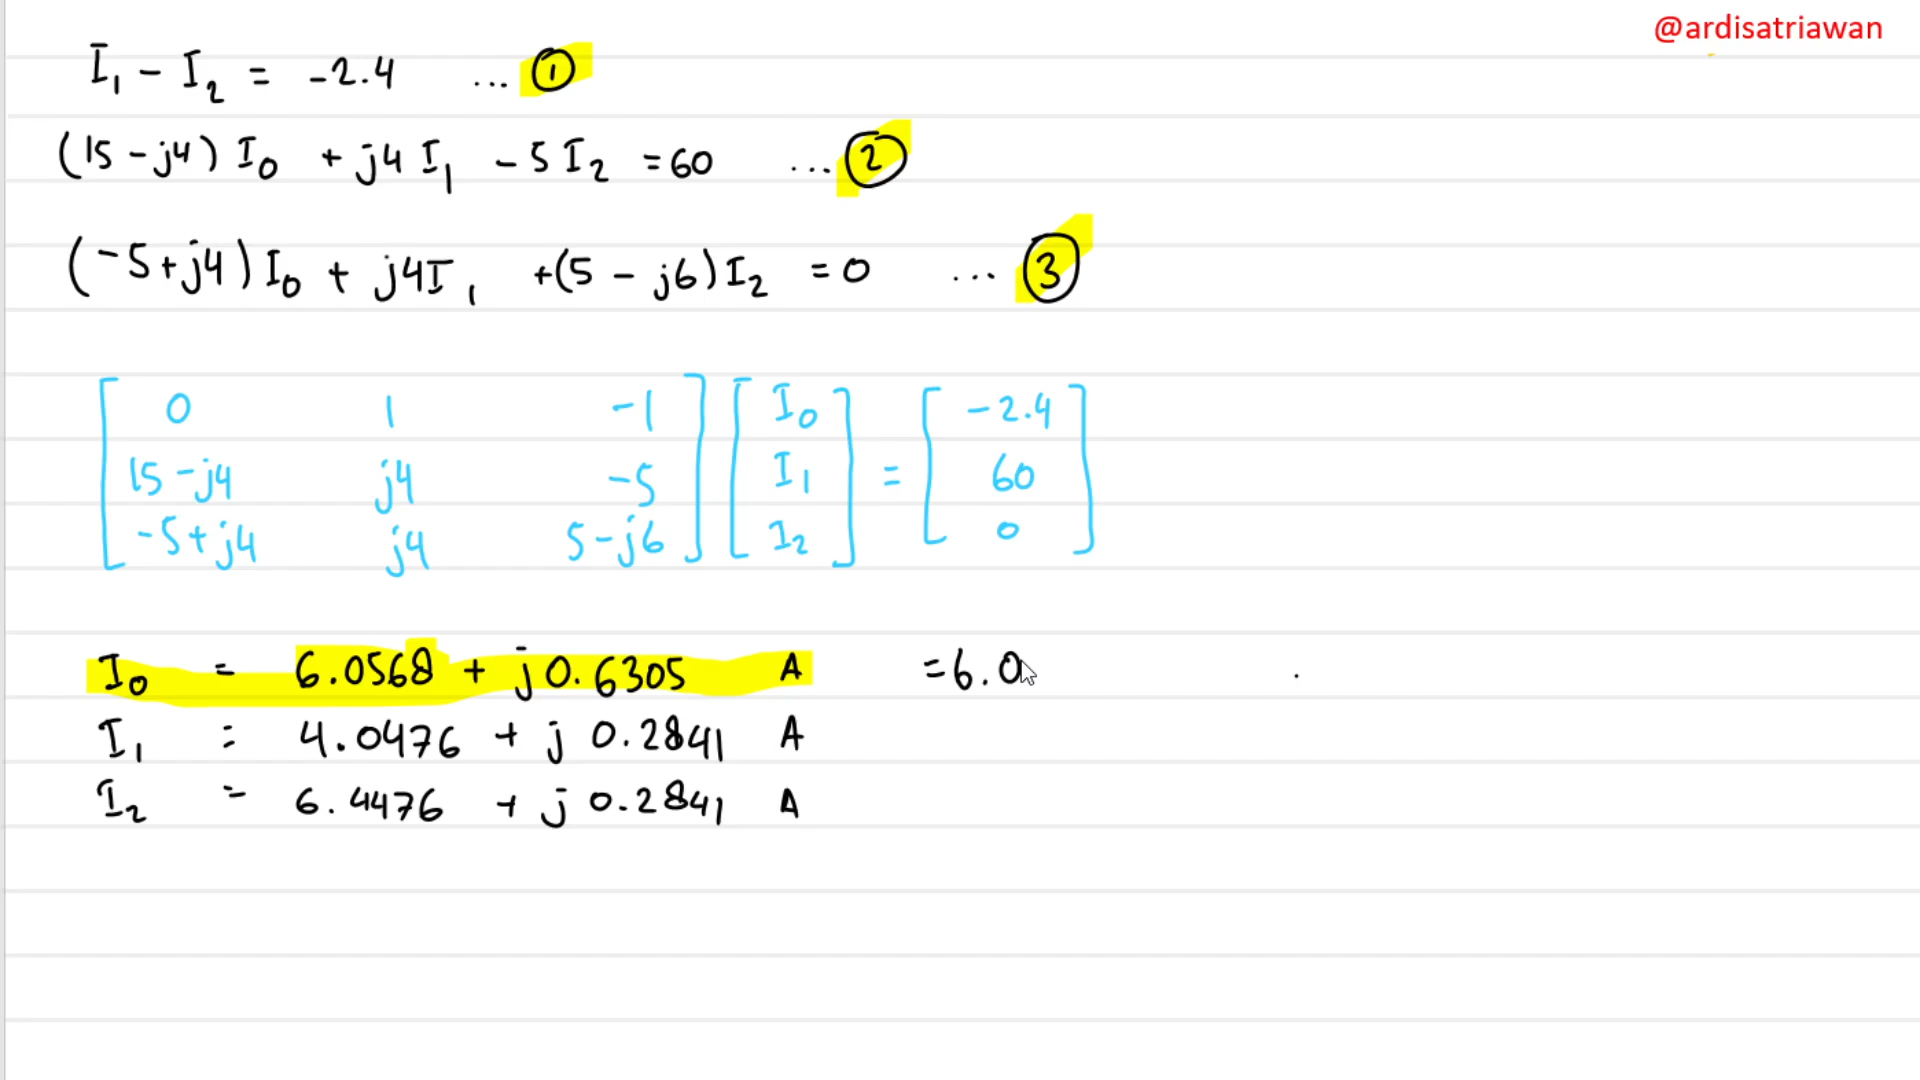 @ardisatriawan
I₁ - I₂ = -2.4 ... ①
(15 - j4) I₀ + j4 I₁ - 5 I₂ = 60 ... ②
(-5 + j4) I₀ + j4 I₁ + (5 - j6) I₂ = 0 ... ③
[ 0 1 -1 ] [ I₀ ] [ -2.4 ]
[ 15 - j4 j4 -5 ] [ I₁ ] = [ 60 ]
[ -5 + j4 j4 5 - j6 ] [ I₂ ] [ 0 ]
I₀ = 6.0568 + j 0.6305 A = 6.0
I₁ = 4.0476 + j 0.2841 A
I₂ = 6.4476 + j 0.2841 A